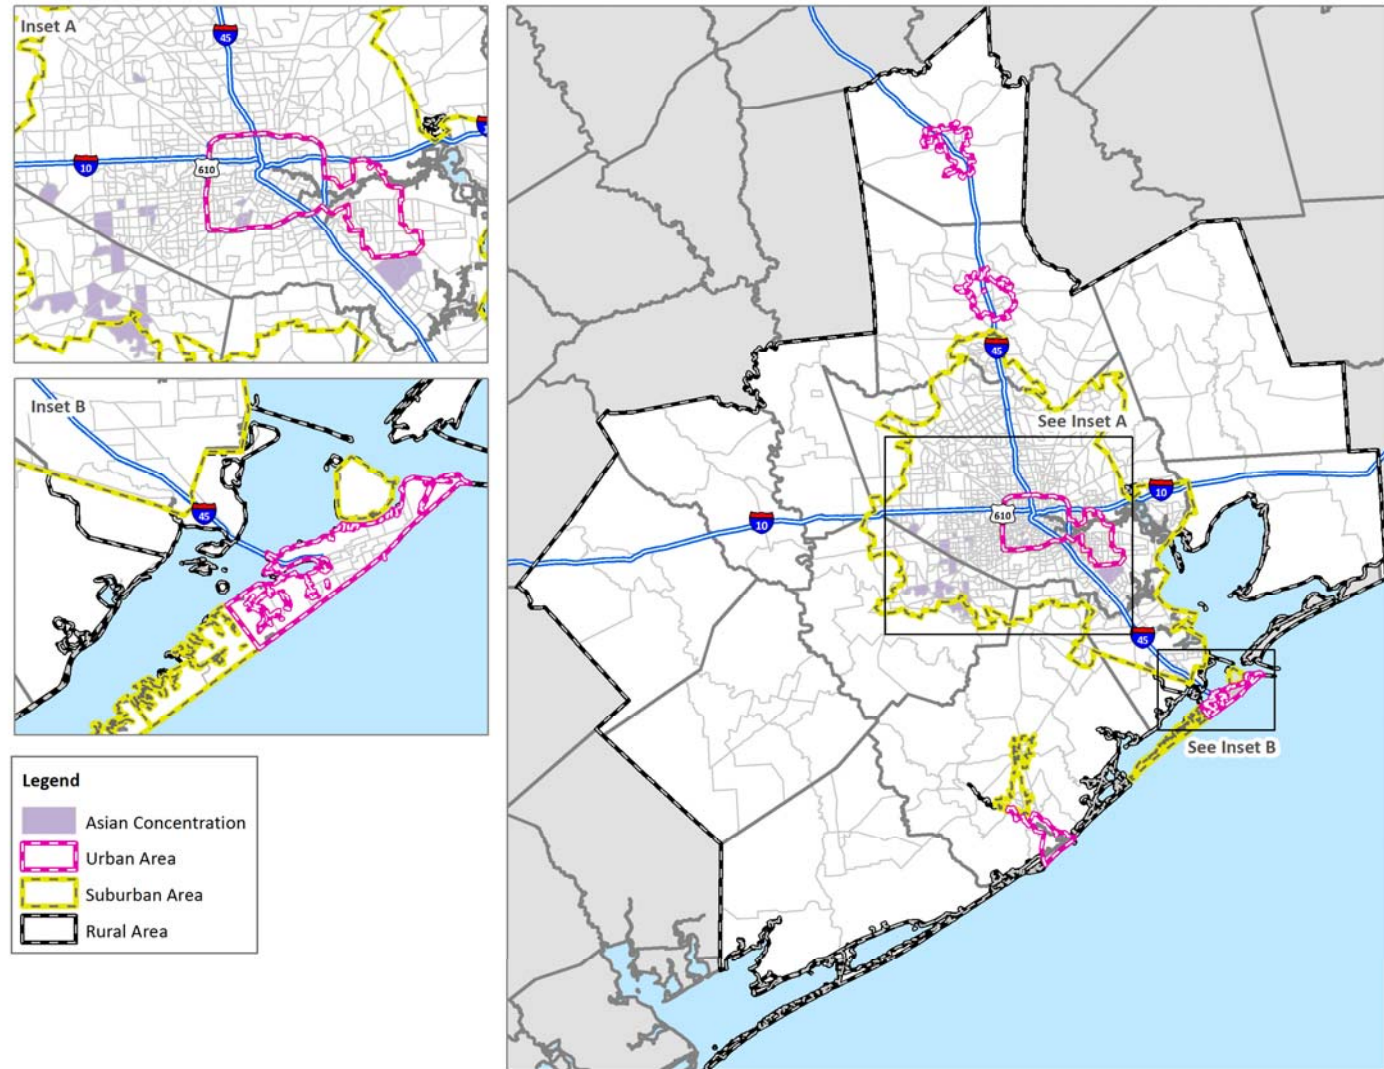 Inset A
45
10
610
Inset B
45
Legend
Asian Concentration
Urban Area
Suburban Area
Rural Area
45
See Inset A
10
610
10
45
See Inset B